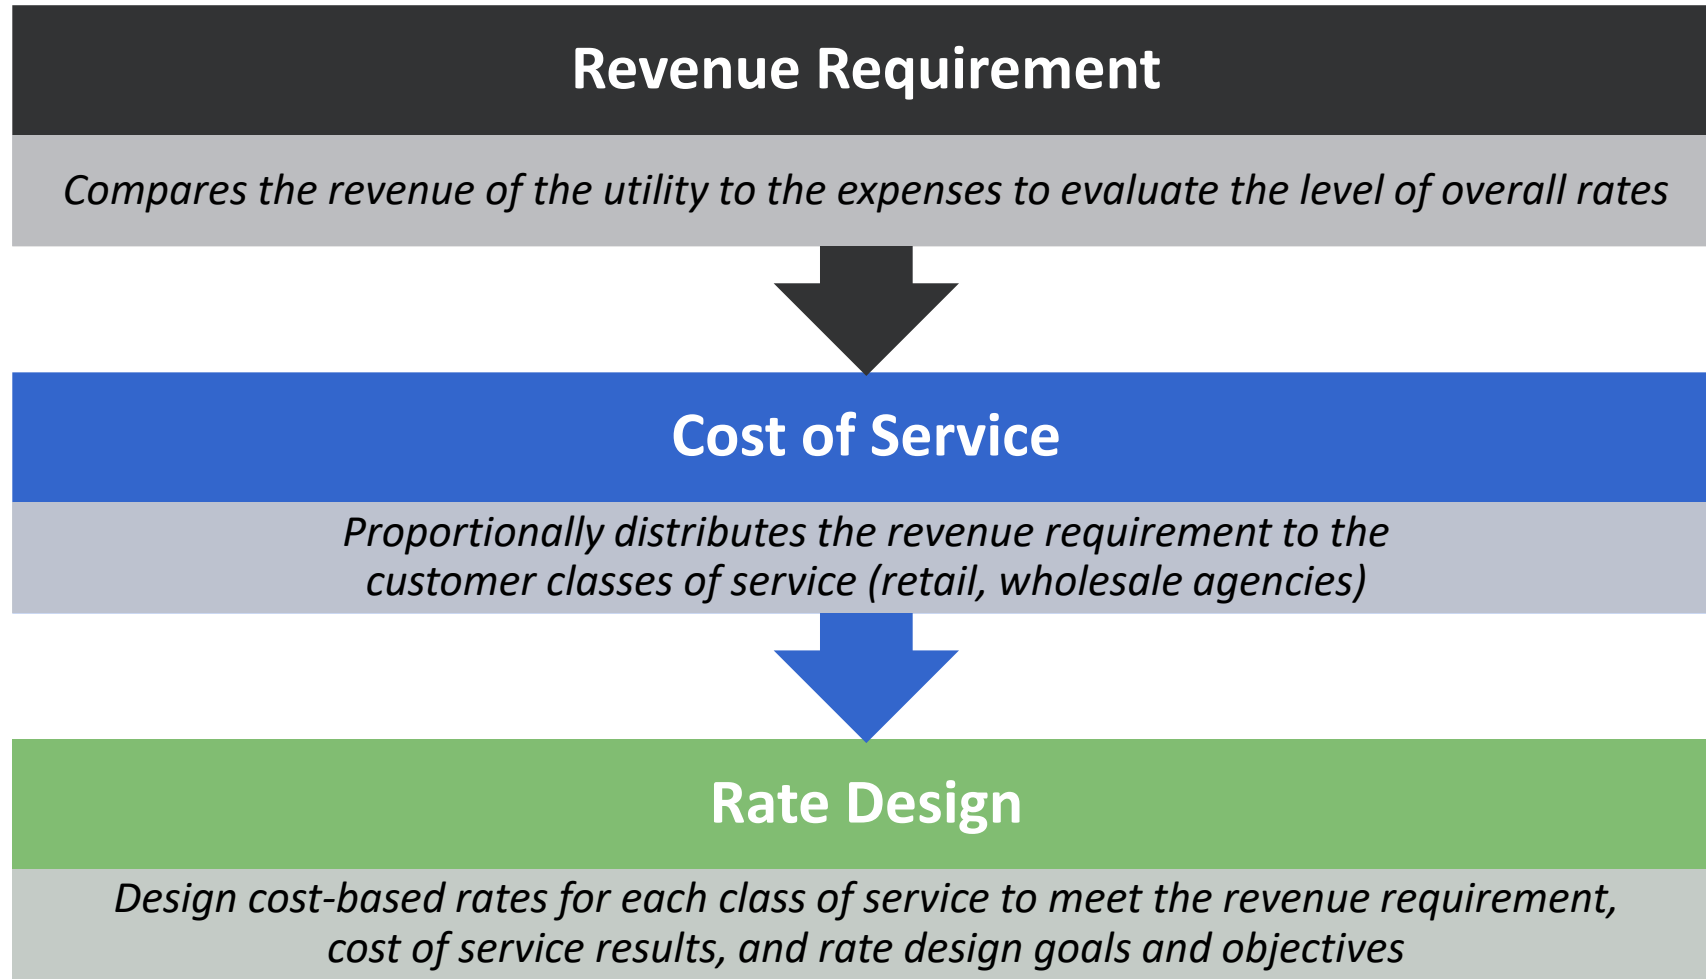 Revenue Requirement
Compares the revenue of the utility to the expenses to evaluate the level of overall rates
Cost of Service
Proportionally distributes the revenue requirement to the
customer classes of service (retail, wholesale agencies)
Rate Design
Design cost-based rates for each class of service to meet the revenue requirement,
cost of service results, and rate design goals and objectives